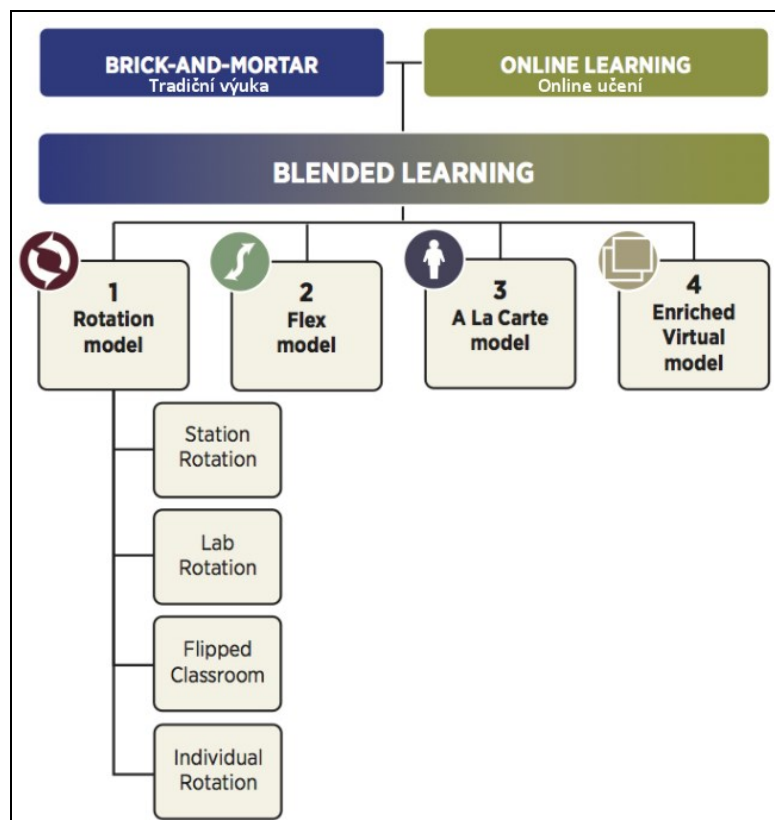 BRICK-AND-MORTAR
Tradiční výuka
ONLINE LEARNING
Online učení
BLENDED LEARNING
1
Rotation
model
2
Flex
model
3
A La Carte
model
4
Enriched
Virtual
model
Station
Rotation
Lab
Rotation
Flipped
Classroom
Individual
Rotation